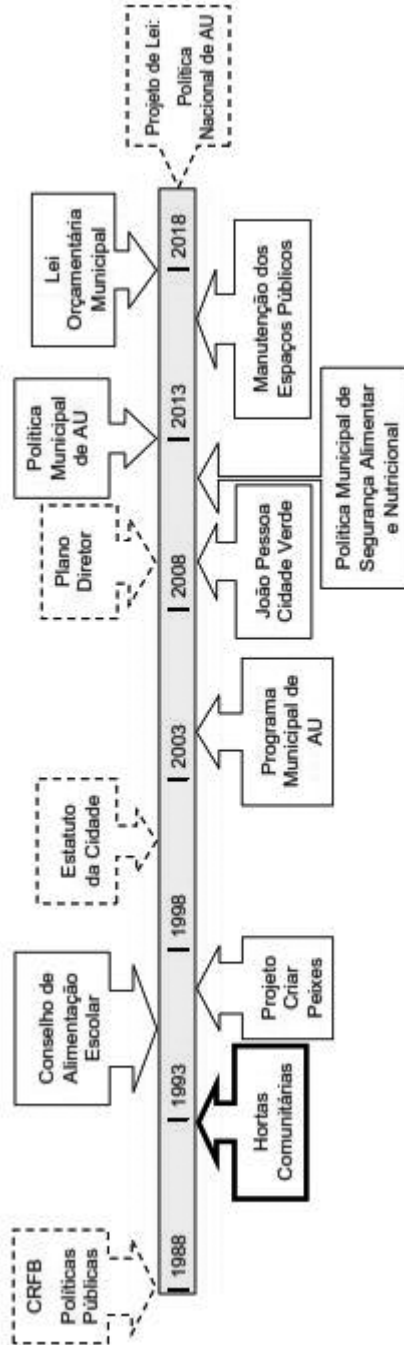 CRFB
Políticas
Públicas
Conselho de
Alimentação
Escolar
Estatuto
da Cidade
Plano
Diretor
Política
Municipal
de AU
Lei
Orçamentária
Municipal
Projeto de Lei:
Política
Nacional de AU
1988
1993
1998
2003
2008
2013
2018
Hortas
Comunitárias
Projeto
Criar
Peixes
Programa
Municipal de
AU
João Pessoa
Cidade Verde
Política Municipal de
Segurança Alimentar
e Nutricional
Manutenção dos
Espaços Públicos